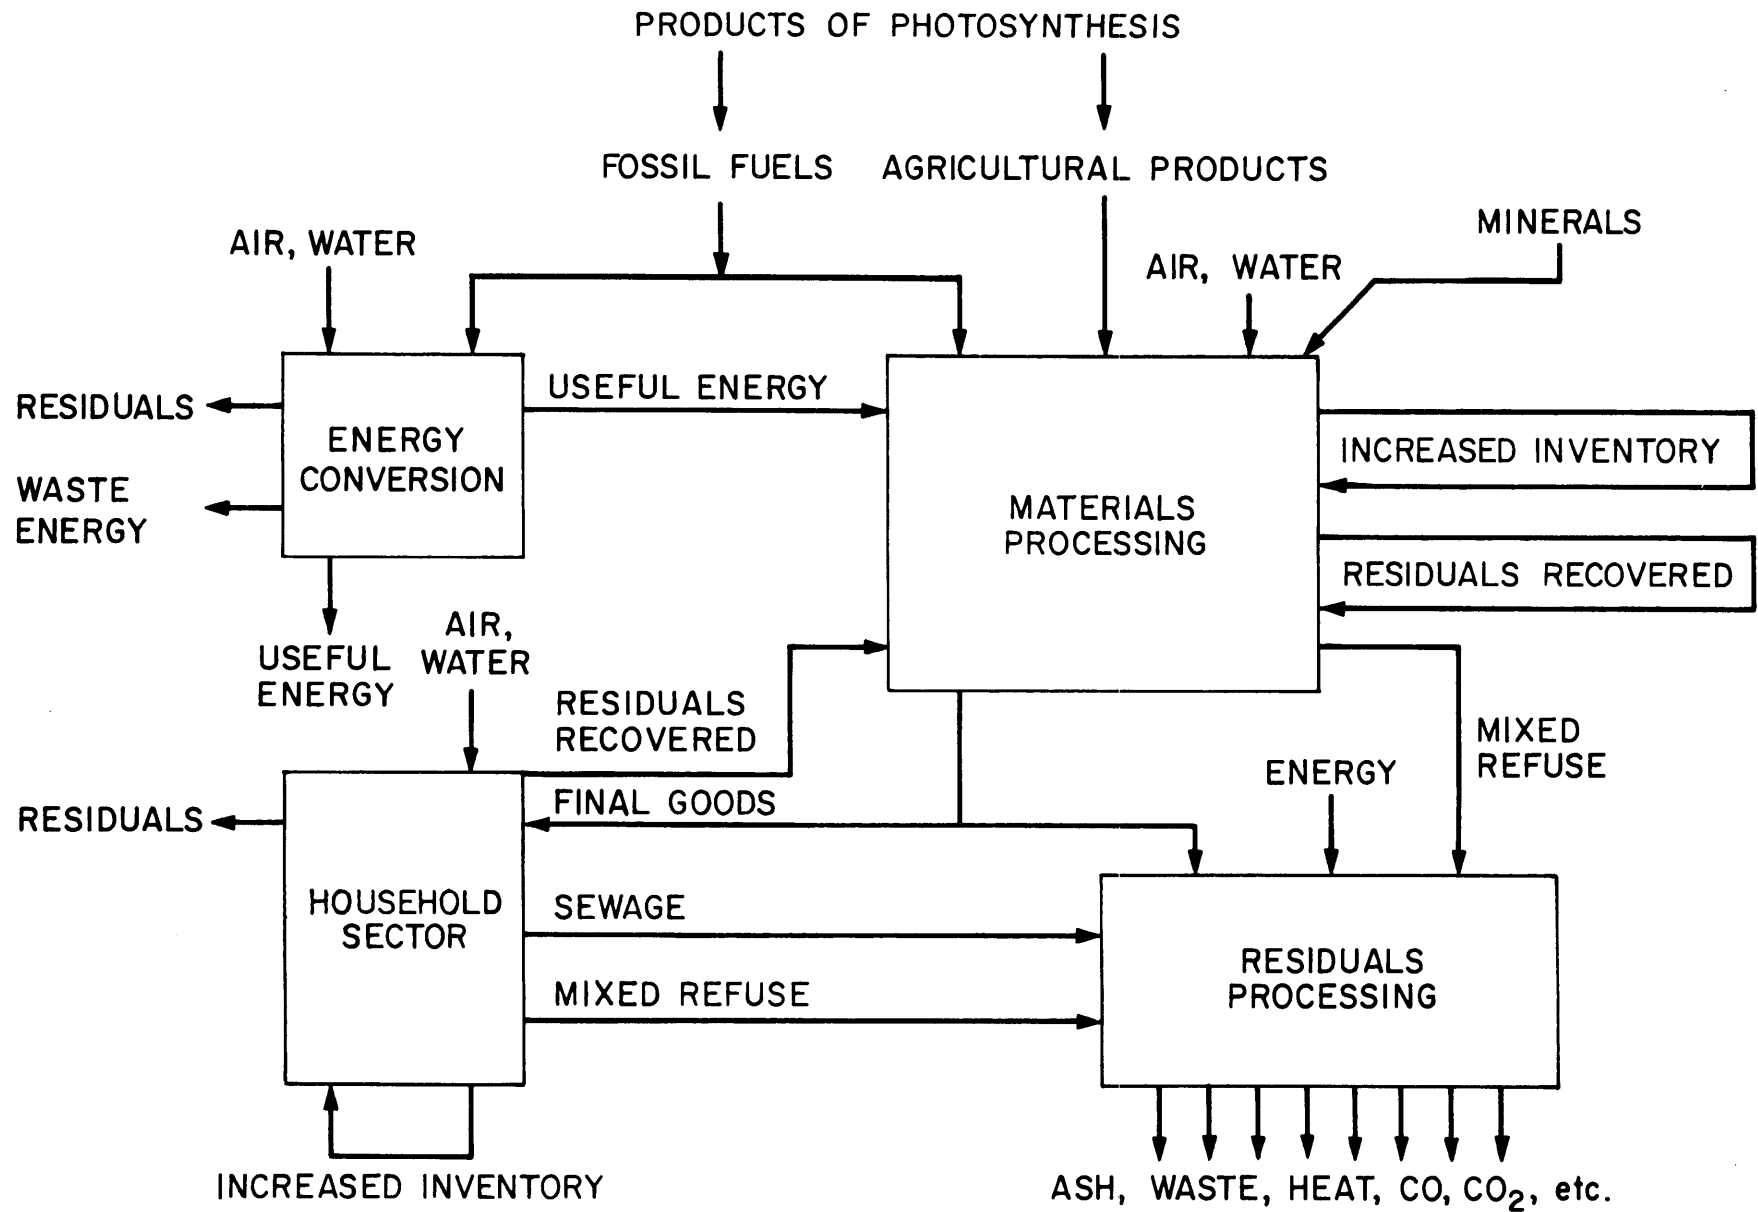 PRODUCTS OF PHOTOSYNTHESIS
FOSSIL FUELS
AGRICULTURAL PRODUCTS
MINERALS
AIR, WATER
AIR, WATER
RESIDUALS
USEFUL ENERGY
ENERGY
CONVERSION
INCREASED INVENTORY
WASTE
ENERGY
MATERIALS
PROCESSING
RESIDUALS RECOVERED
AIR,
WATER
USEFUL
ENERGY
RESIDUALS
RECOVERED
MIXED
REFUSE
ENERGY
FINAL GOODS
RESIDUALS
HOUSEHOLD
SECTOR
SEWAGE
RESIDUALS
PROCESSING
MIXED REFUSE
INCREASED INVENTORY
ASH, WASTE, HEAT, CO, CO₂, etc.